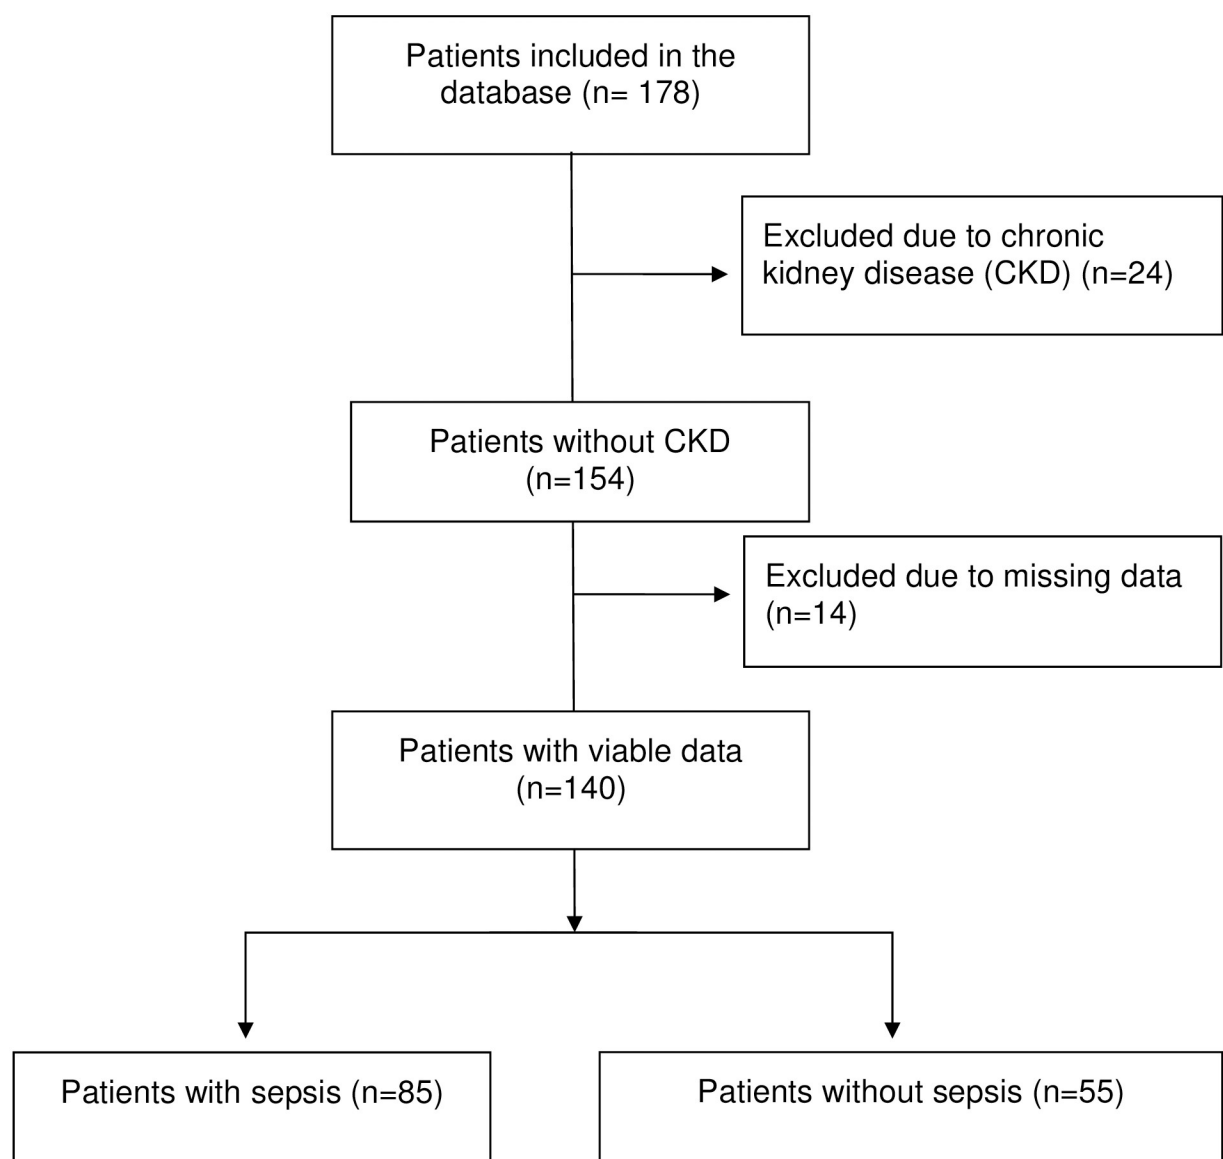 Patients included in the
database (n= 178)
Excluded due to chronic
kidney disease (CKD) (n=24)
Patients without CKD
(n=154)
Excluded due to missing data
(n=14)
Patients with viable data
(n=140)
Patients with sepsis (n=85)
Patients without sepsis (n=55)